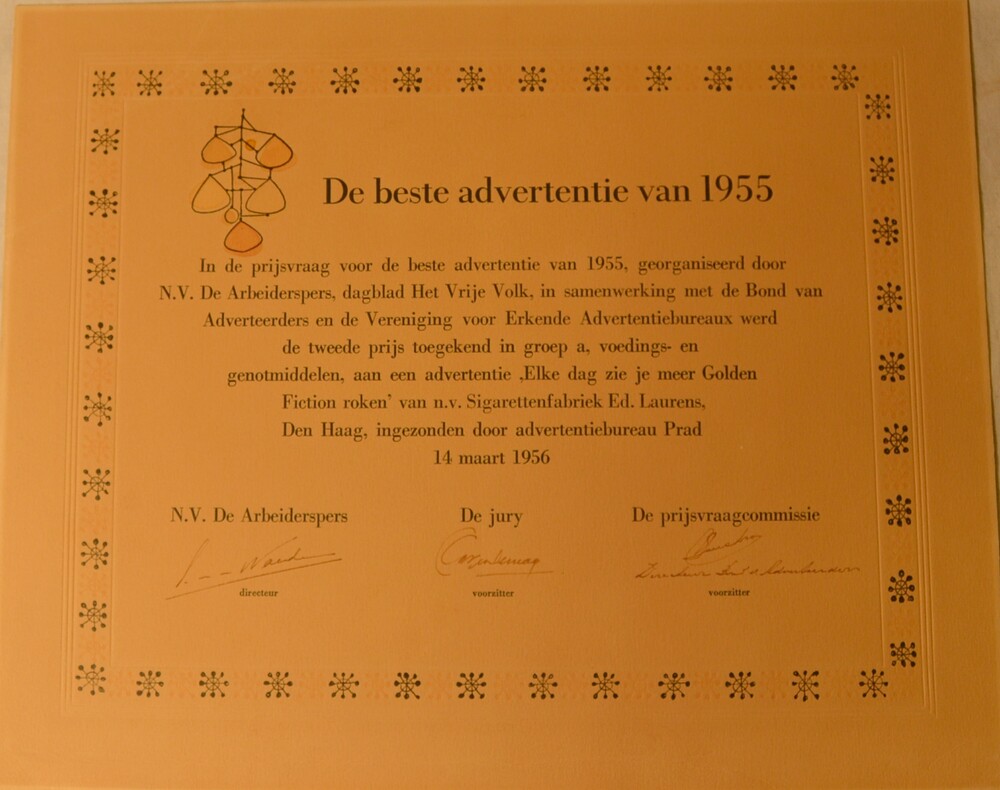 De beste advertentie van 1955
In de prijsvraag voor de beste advertentie van 1955, georganiseerd door
N.V. De Arbeiderspers, dagblad Het Vrije Volk, in samenwerking met de Bond van
Adverteerders en de Vereniging voor Erkende Advertentiebureaux werd
de tweede prijs toegekend in groep a, voedings- en
genotmiddelen, aan een advertentie ‚Elke dag zie je meer Golden
Fiction roken’ van n.v. Sigarettenfabriek Ed. Laurens,
Den Haag, ingezonden door advertentiebureau Prad
14 maart 1956
N.V. De Arbeiderspers De jury De prijsvraagcommissie
directeur voorzitter voorzitter